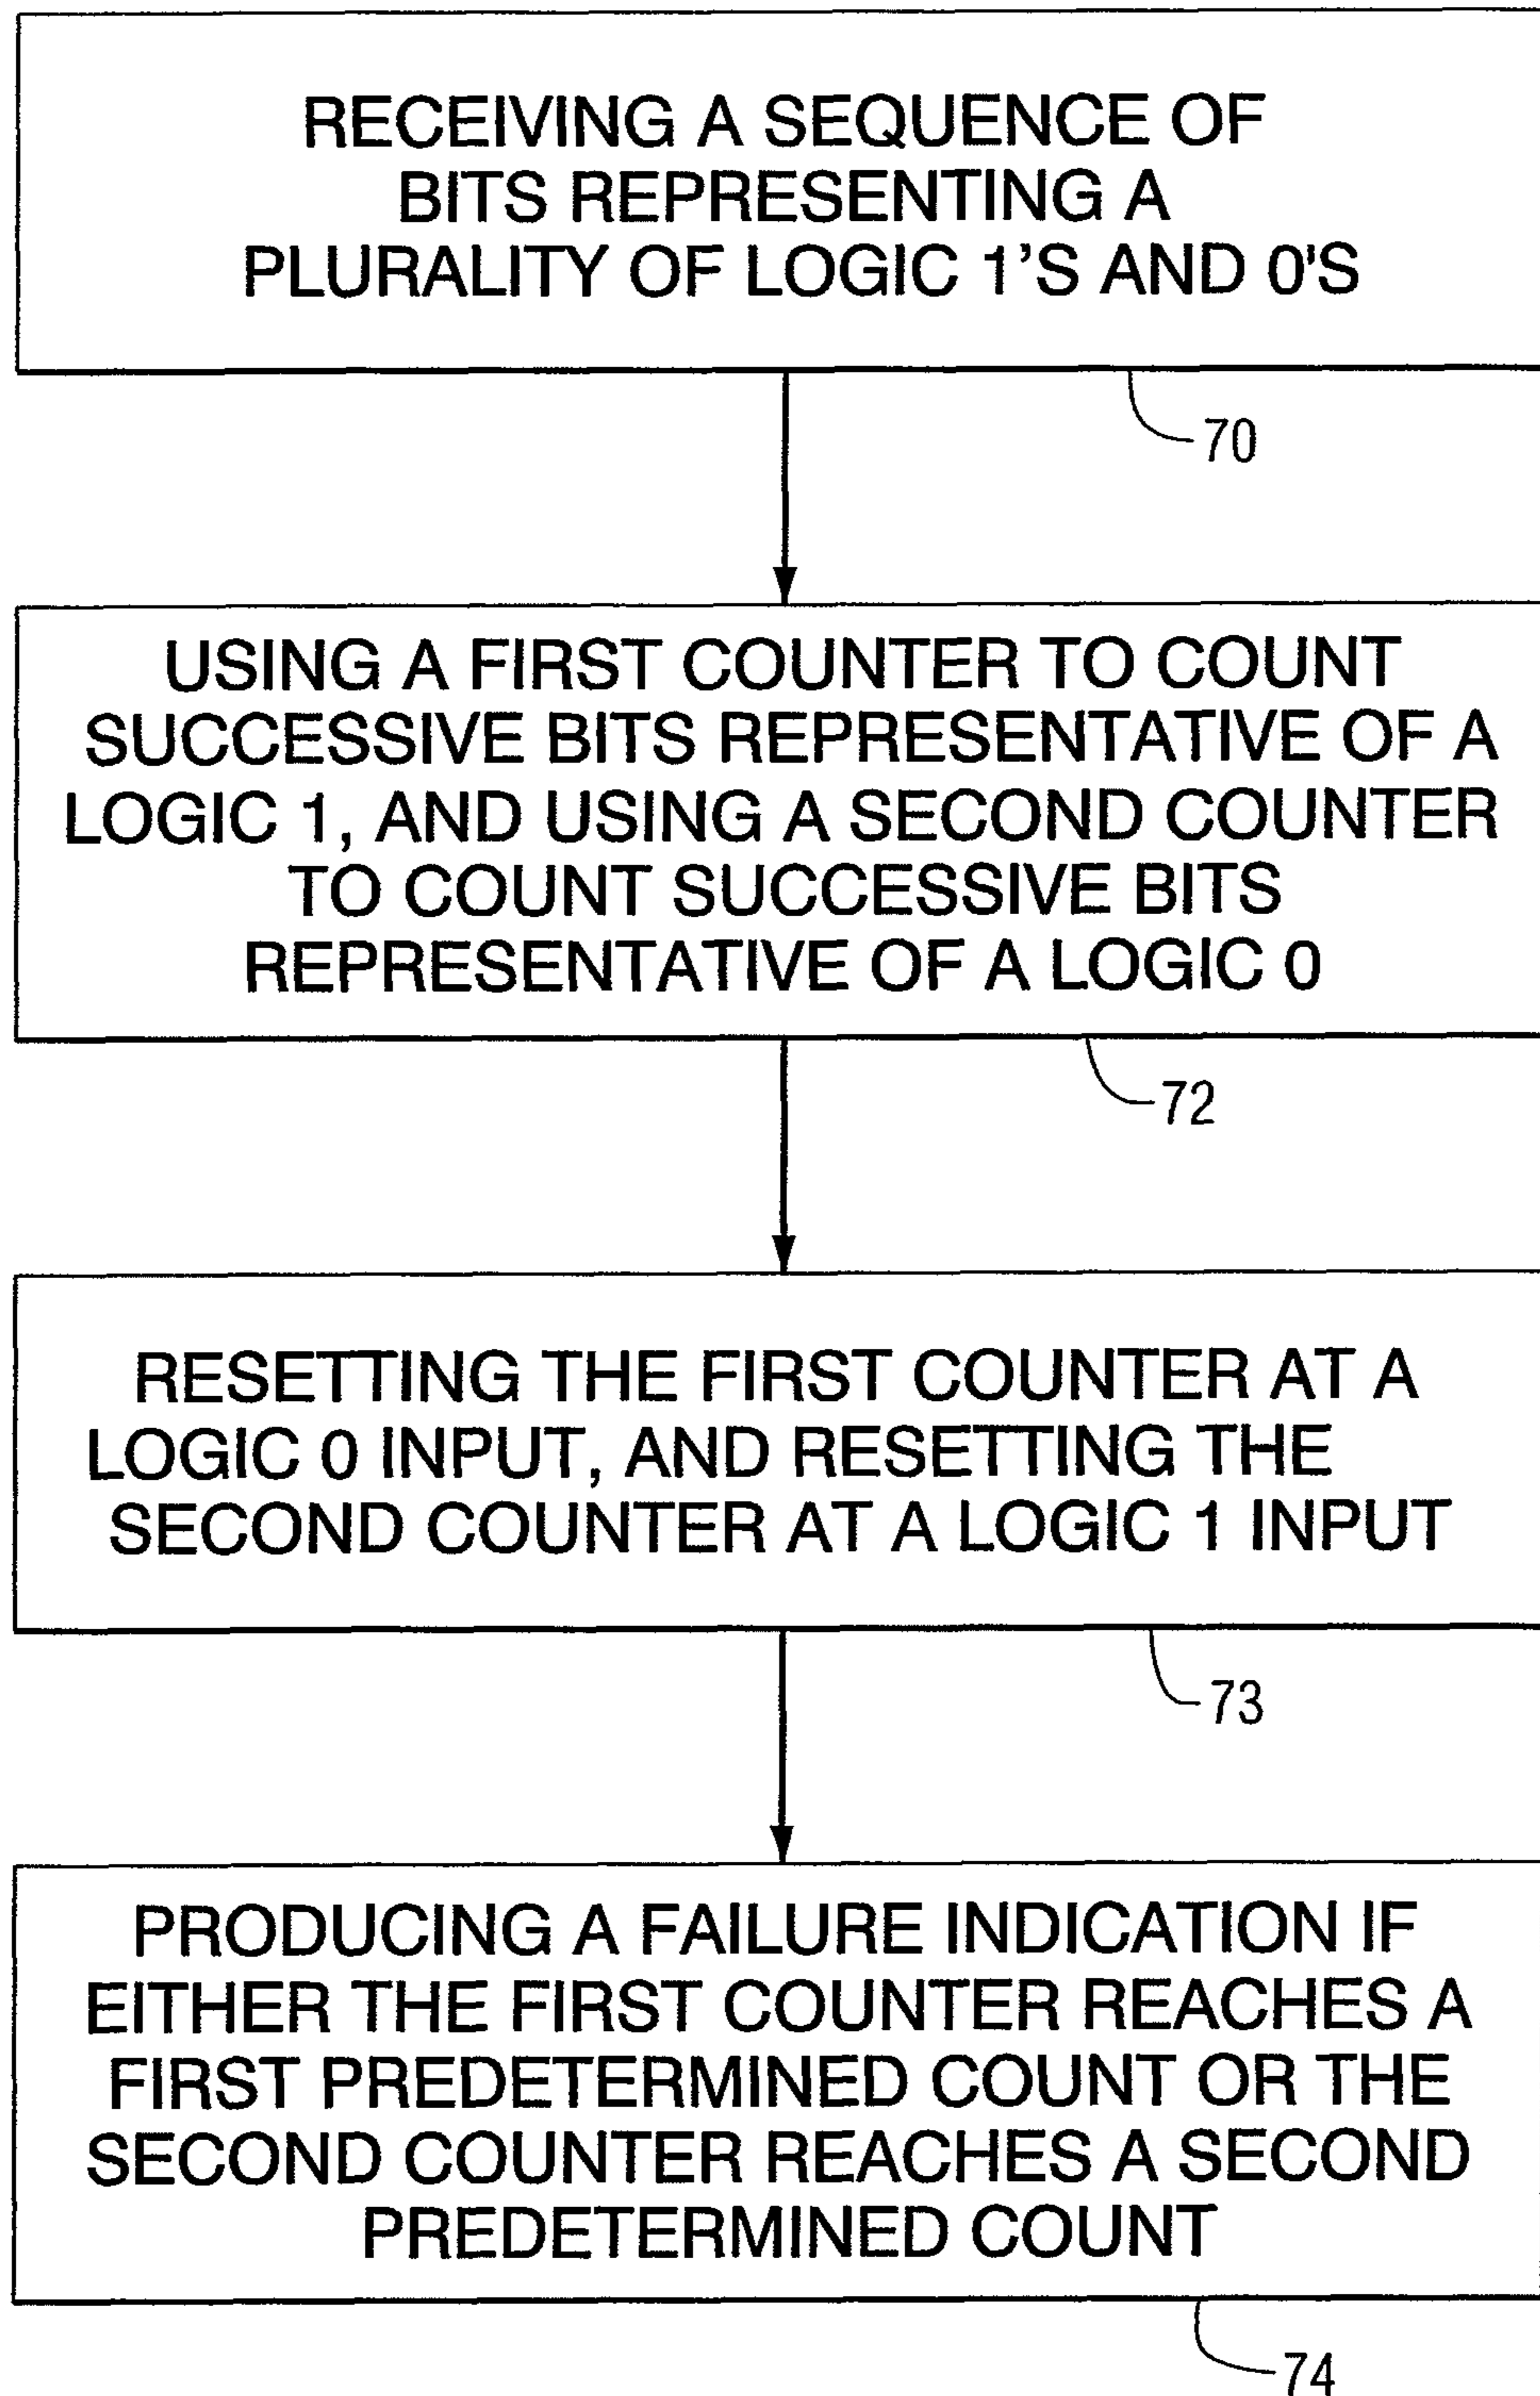 RECEIVING A SEQUENCE OF
BITS REPRESENTING A
PLURALITY OF LOGIC 1’S AND 0'S
70
USING A FIRST COUNTER TO COUNT
SUCCESSIVE BITS REPRESENTATIVE OF A
LOGIC 1, AND USING A SECOND COUNTER
TO COUNT SUCCESSIVE BITS
REPRESENTATIVE OF A LOGIC 0
72
RESETTING THE FIRST COUNTER AT A
LOGIC 0 INPUT, AND RESETTING THE
SECOND COUNTER AT A LOGIC 1 INPUT
73
PRODUCING A FAILURE INDICATION IF
EITHER THE FIRST COUNTER REACHES A
FIRST PREDETERMINED COUNT OR THE
SECOND COUNTER REACHES A SECOND
PREDETERMINED COUNT
74